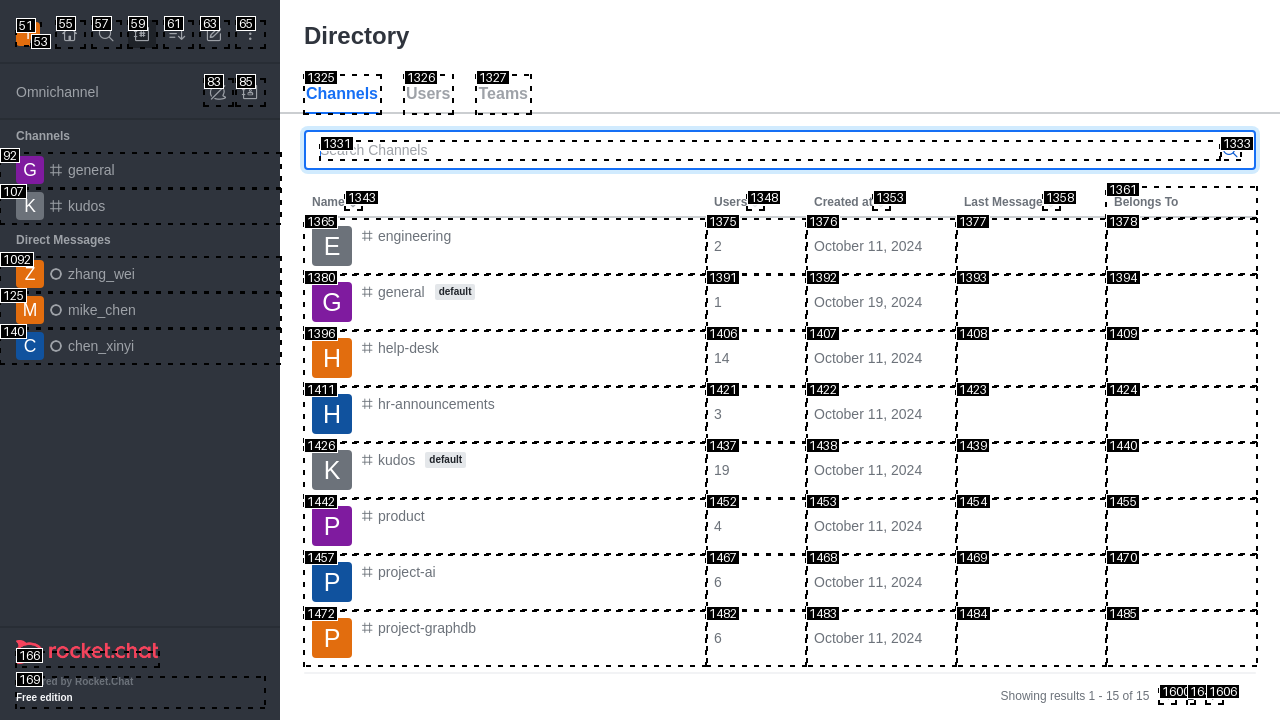 51
53
55
57
59
61
63
65
Omnichannel
83
85
Channels
92
G
general
107
K
kudos
Direct Messages
1092
Z
zhang_wei
125
M
mike_chen
140
C
chen_xinyi
rocket.chat
166
169
ed by Rocket.Chat
Free edition
Directory
1325
Channels
1326
Users
1327
Teams
1331
Search Channels
1333
Name 1343
Users 1348
Created at 1353
Last Message 1358
1361
Belongs To
1365 1375 1376 1377 1378
E engineering 2 October 11, 2024
1380 1391 1392 1393 1394
G general default 1 October 19, 2024
1396 1406 1407 1408 1409
H help-desk 14 October 11, 2024
1411 1421 1422 1423 1424
H hr-announcements 3 October 11, 2024
1426 1437 1438 1439 1440
K kudos default 19 October 11, 2024
1442 1452 1453 1454 1455
P product 4 October 11, 2024
1457 1467 1468 1469 1470
P project-ai 6 October 11, 2024
1472 1482 1483 1484 1485
P project-graphdb 6 October 11, 2024
Showing results 1 - 15 of 15
1600
1606